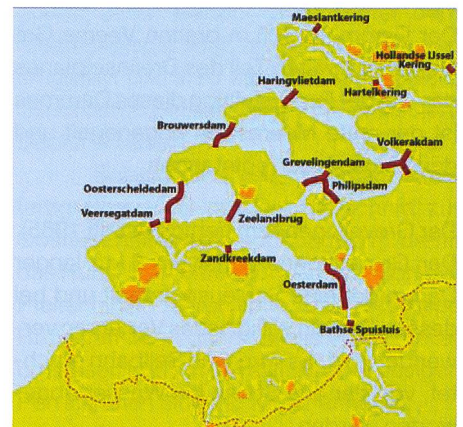 Maeslantkering
Hollandse IJssel
Kering
Haringvlietdam
Hartelkering
Brouwersdam
Volkerakdam
Grevelingendam
Philipsdam
Oosterscheldedam
Veersegatdam
Zeelandbrug
Zandkreekdam
Oesterdam
Bathse Spuisluis